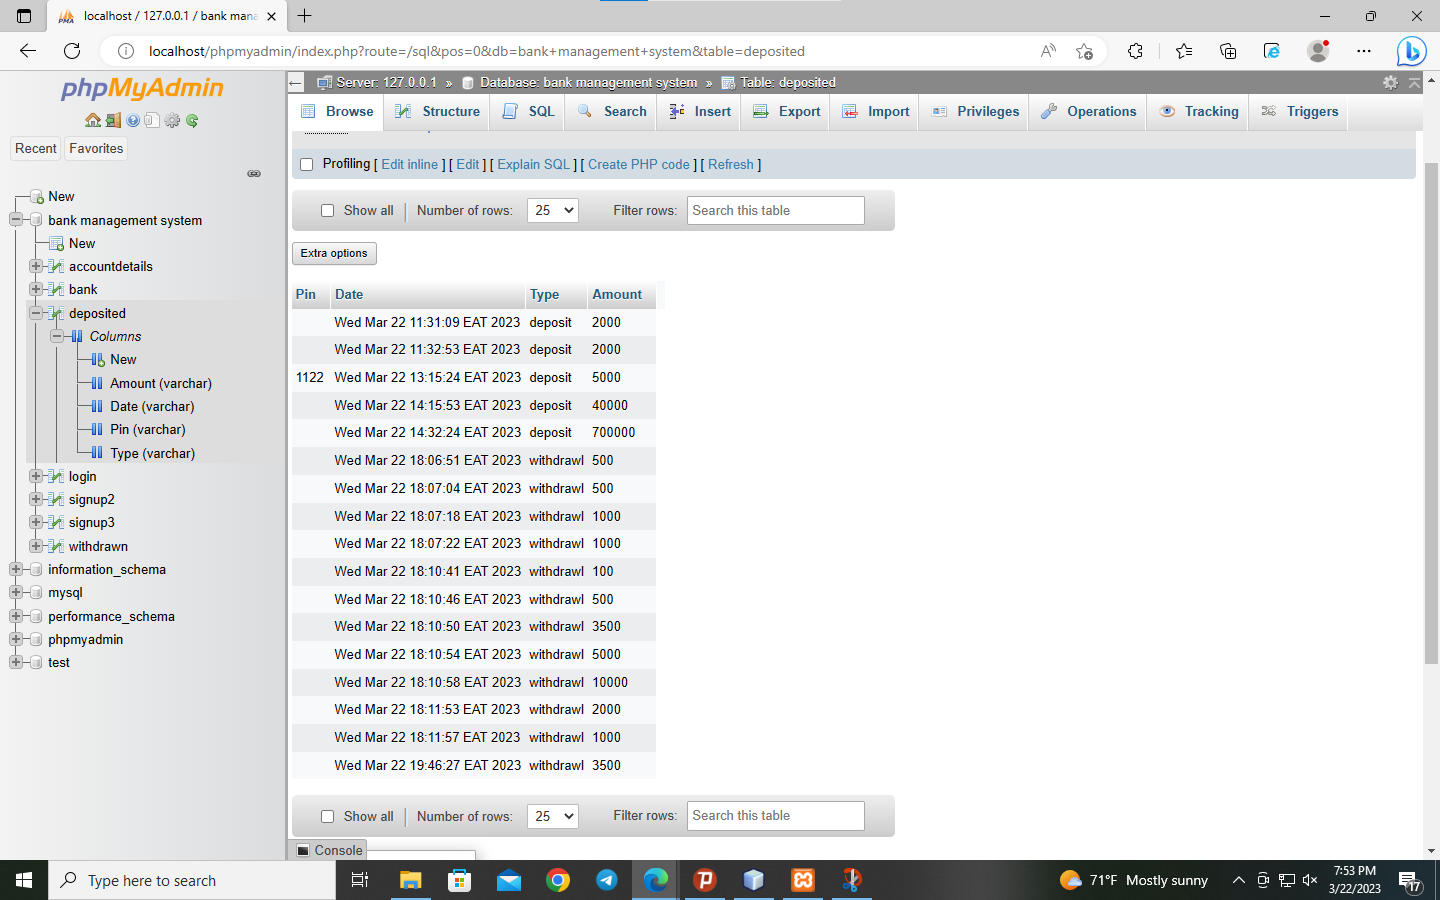 localhost / 127.0.0.1 / bank mana
localhost/phpmyadmin/index.php?route=/sql&pos=0&db=bank+management+system&table=deposited
phpMyAdmin
Recent Favorites
New
bank management system
New
accountdetails
bank
deposited
Columns
New
Amount (varchar)
Date (varchar)
Pin (varchar)
Type (varchar)
login
signup2
signup3
withdrawn
information_schema
mysql
performance_schema
phpmyadmin
test
Server: 127.0.0.1 » Database: bank management system » Table: deposited
Browse Structure SQL Search Insert Export Import Privileges Operations Tracking Triggers
Profiling [ Edit inline ] [ Edit ] [ Explain SQL ] [ Create PHP code ] [ Refresh ]
Show all Number of rows: 25 Filter rows: Search this table
Extra options
Pin Date Type Amount
Wed Mar 22 11:31:09 EAT 2023 deposit 2000
Wed Mar 22 11:32:53 EAT 2023 deposit 2000
1122 Wed Mar 22 13:15:24 EAT 2023 deposit 5000
Wed Mar 22 14:15:53 EAT 2023 deposit 40000
Wed Mar 22 14:32:24 EAT 2023 deposit 700000
Wed Mar 22 18:06:51 EAT 2023 withdrawl 500
Wed Mar 22 18:07:04 EAT 2023 withdrawl 500
Wed Mar 22 18:07:18 EAT 2023 withdrawl 1000
Wed Mar 22 18:07:22 EAT 2023 withdrawl 1000
Wed Mar 22 18:10:41 EAT 2023 withdrawl 100
Wed Mar 22 18:10:46 EAT 2023 withdrawl 500
Wed Mar 22 18:10:50 EAT 2023 withdrawl 3500
Wed Mar 22 18:10:54 EAT 2023 withdrawl 5000
Wed Mar 22 18:10:58 EAT 2023 withdrawl 10000
Wed Mar 22 18:11:53 EAT 2023 withdrawl 2000
Wed Mar 22 18:11:57 EAT 2023 withdrawl 1000
Wed Mar 22 19:46:27 EAT 2023 withdrawl 3500
Show all Number of rows: 25 Filter rows: Search this table
Console
Type here to search
71°F Mostly sunny
7:53 PM
3/22/2023
17